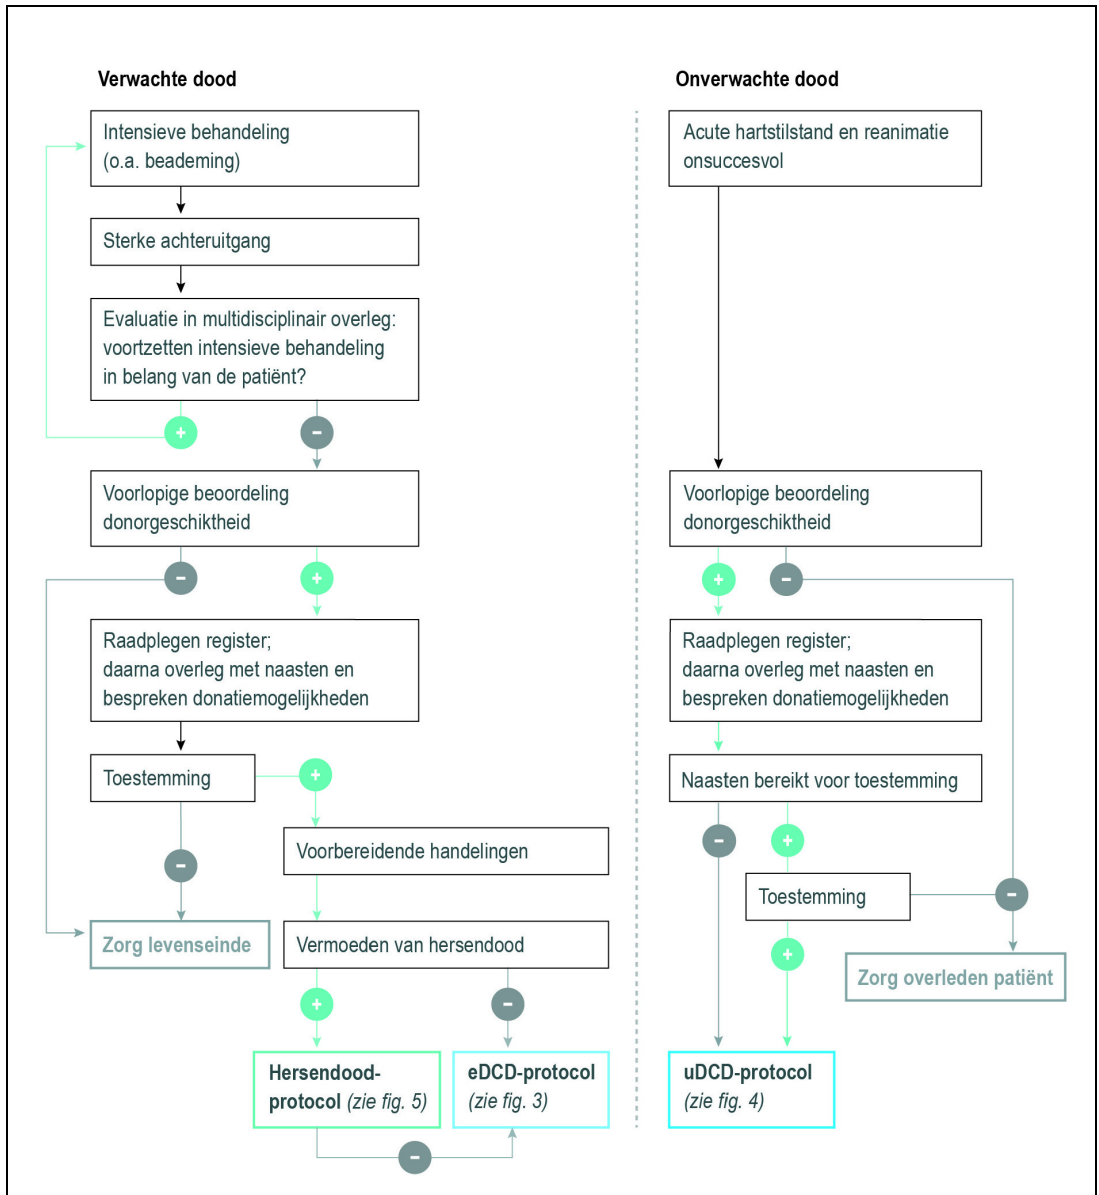 Verwachte dood
Intensieve behandeling
(o.a. beademing)
Sterke achteruitgang
Evaluatie in multidisciplinair overleg:
voortzetten intensieve behandeling
in belang van de patiënt?
+
-
Voorlopige beoordeling
donorgeschiktheid
-
+
Raadplegen register;
daarna overleg met naasten en
bespreken donatiemogelijkheden
Toestemming
+
-
Voorbereidende handelingen
Zorg levenseinde
Vermoeden van hersendood
+
-
Hersendood-
protocol (zie fig. 5)
eDCD-protocol
(zie fig. 3)
-
Onverwachte dood
Acute hartstilstand en reanimatie
onsuccesvol
Voorlopige beoordeling
donorgeschiktheid
+
-
Raadplegen register;
daarna overleg met naasten en
bespreken donatiemogelijkheden
Naasten bereikt voor toestemming
-
+
Toestemming
-
+
Zorg overleden patiënt
uDCD-protocol
(zie fig. 4)